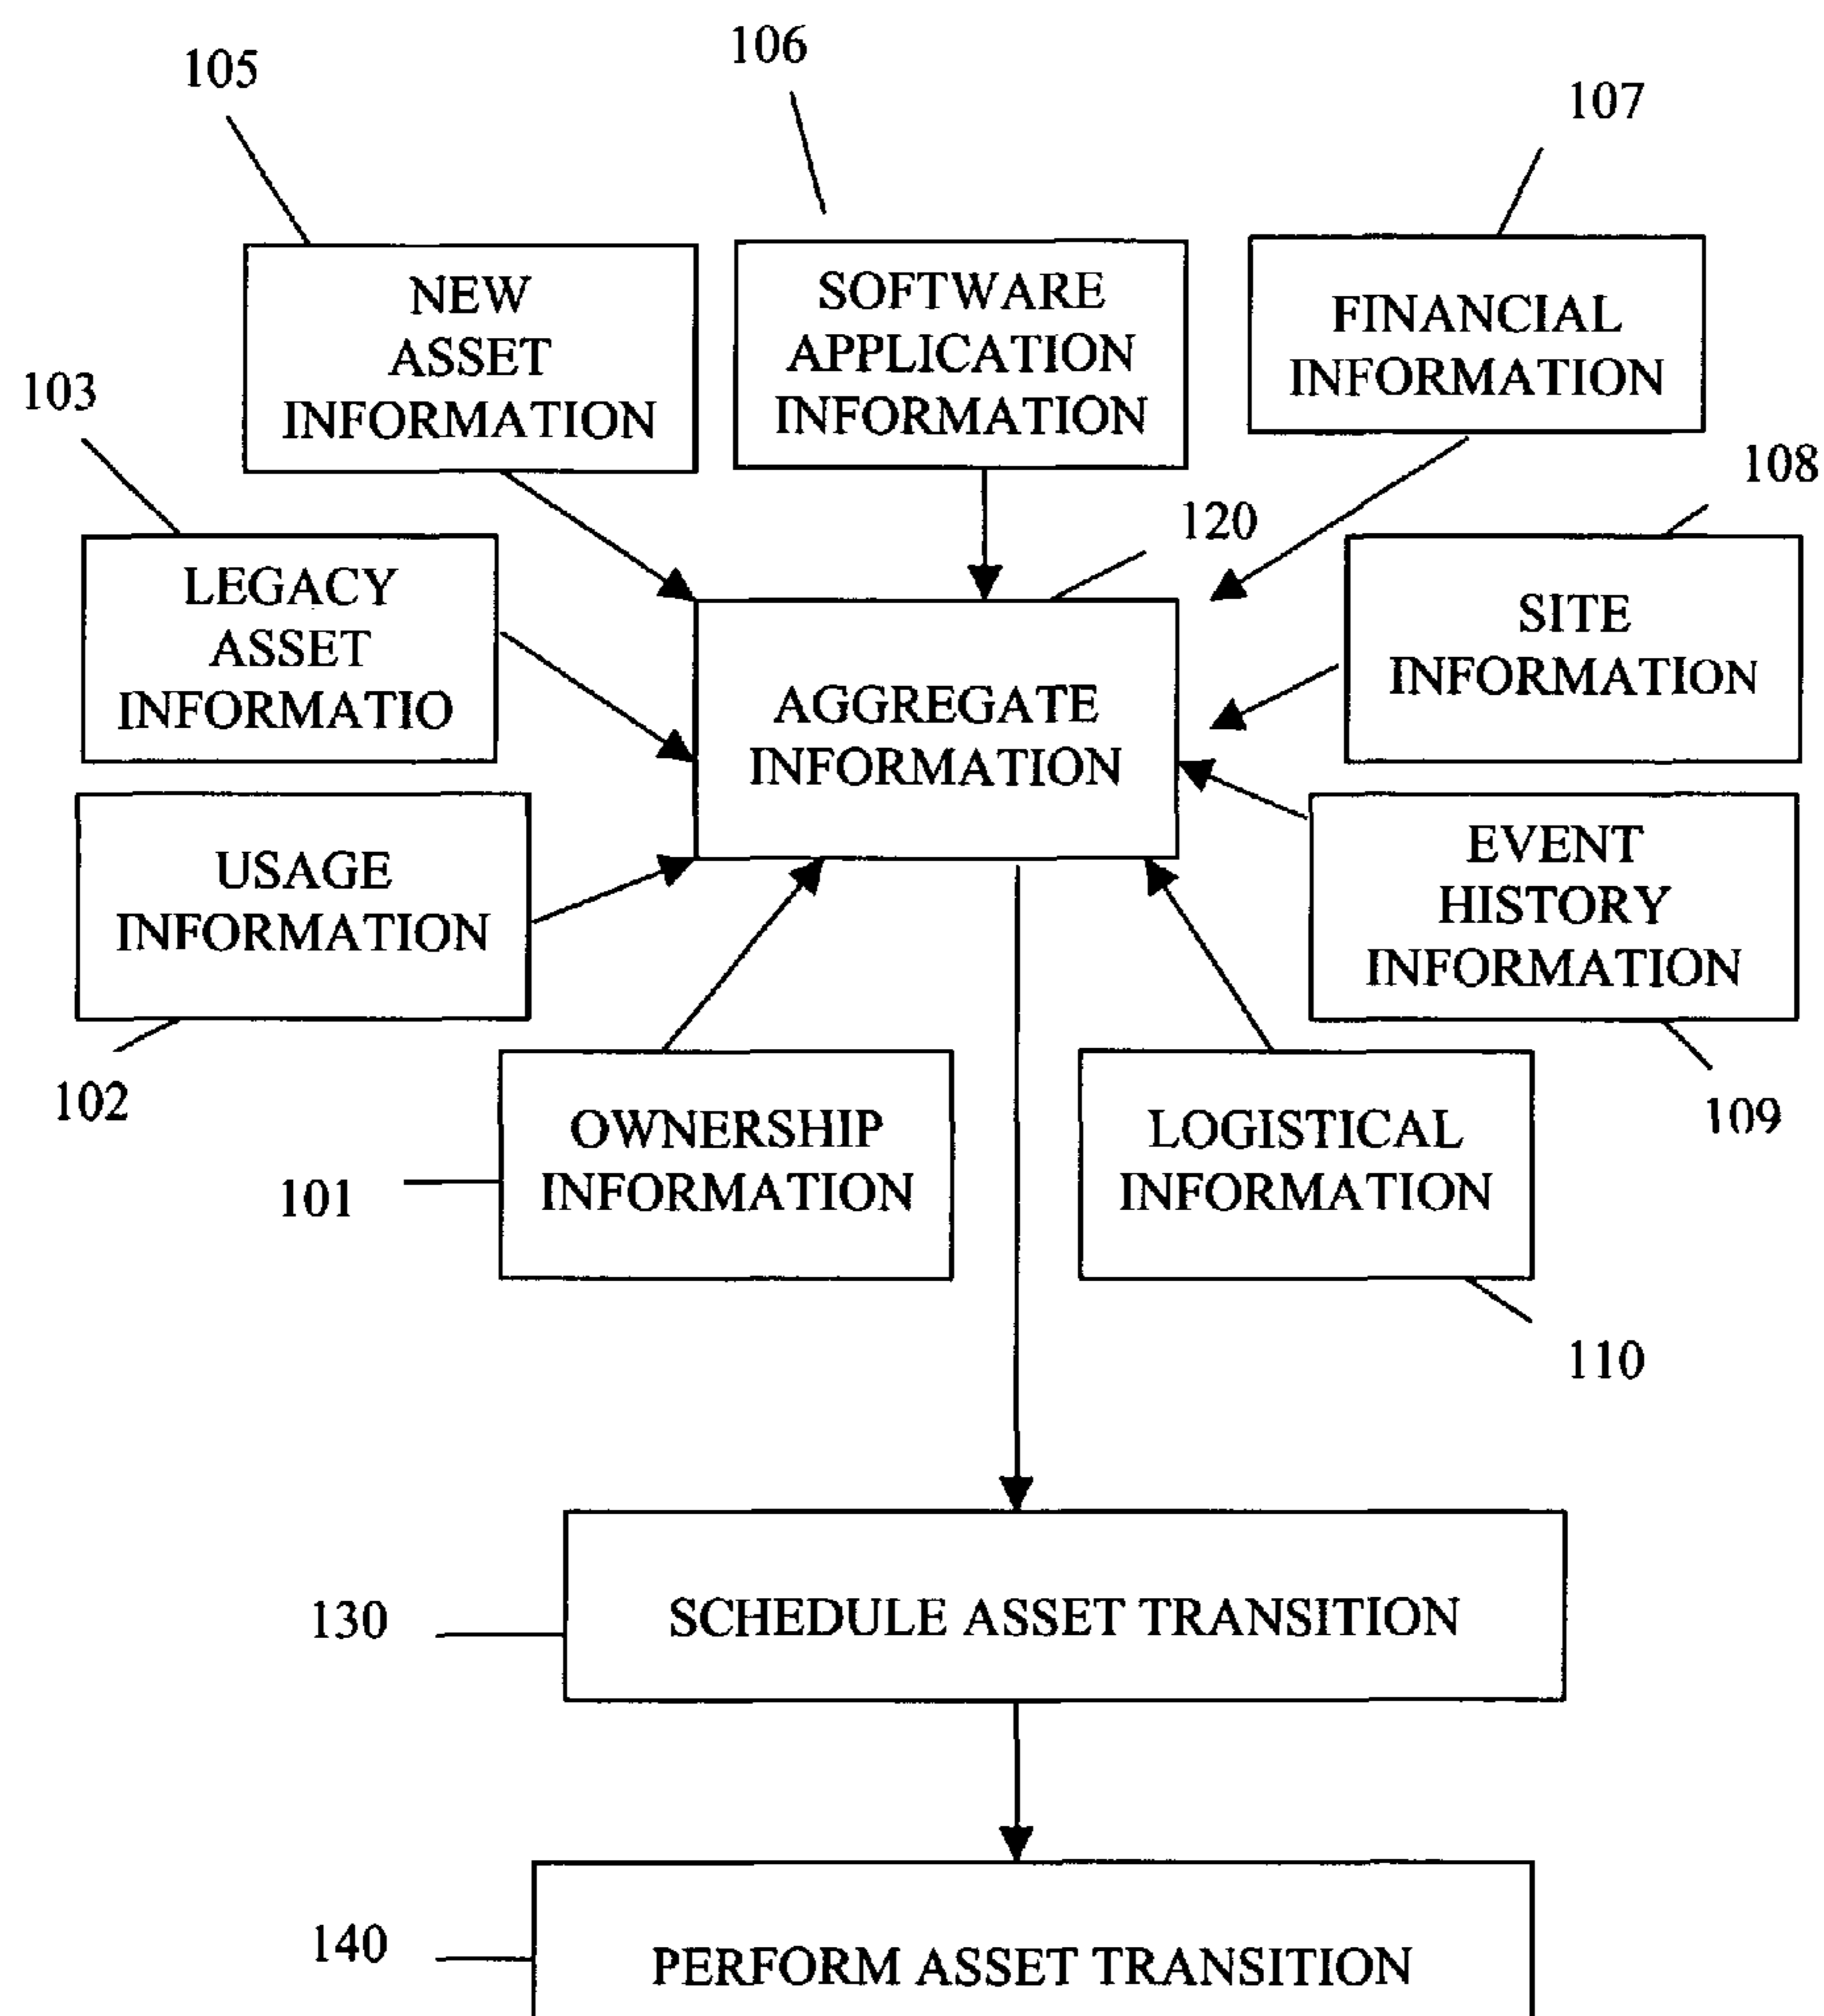 106
105
107
NEW
ASSET
INFORMATION
SOFTWARE
APPLICATION
INFORMATION
FINANCIAL
INFORMATION
103
108
120
LEGACY
ASSET
INFORMATIO
SITE
INFORMATION
AGGREGATE
INFORMATION
USAGE
INFORMATION
EVENT
HISTORY
INFORMATION
102
109
OWNERSHIP
INFORMATION
LOGISTICAL
INFORMATION
101
110
130
SCHEDULE ASSET TRANSITION
140
PERFORM ASSET TRANSITION